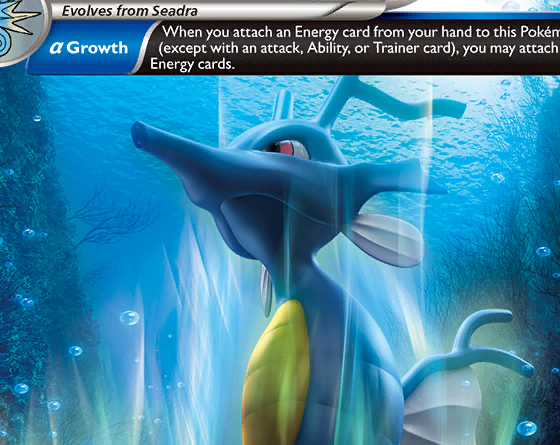 Evolves from Seadra
α Growth
When you attach an Energy card from your hand to this Pokém
(except with an attack, Ability, or Trainer card), you may attach
Energy cards.